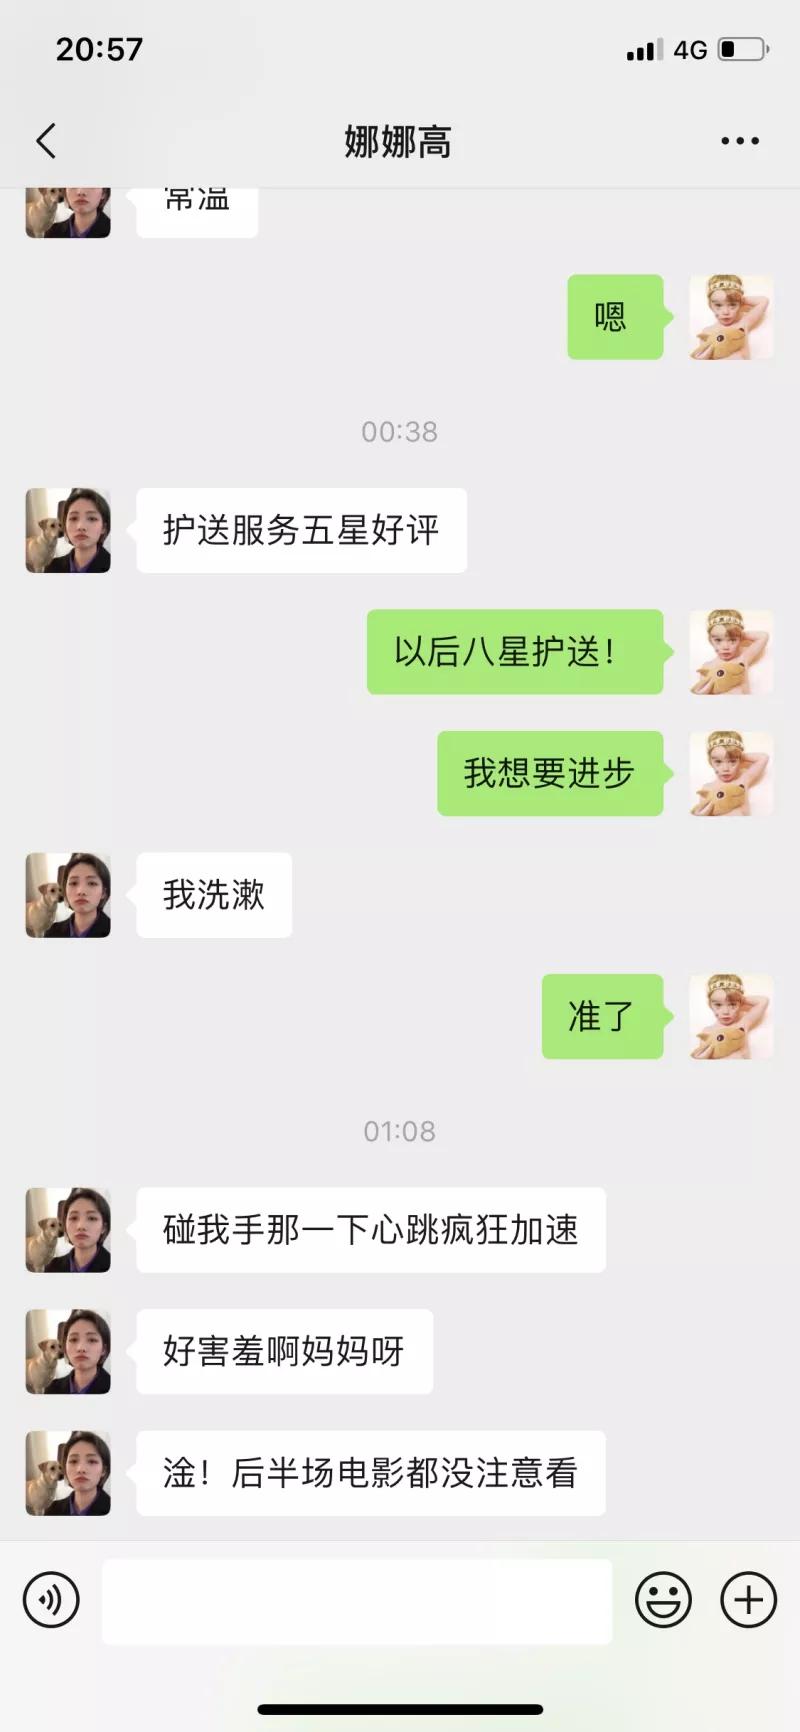 20:57
4G
娜娜高
常温
嗯
00:38
护送服务五星好评
以后八星护送!
我想要进步
我洗漱
准了
01:08
碰我手那一下心跳疯狂加速
好害羞啊妈妈呀
淦！后半场电影都没注意看